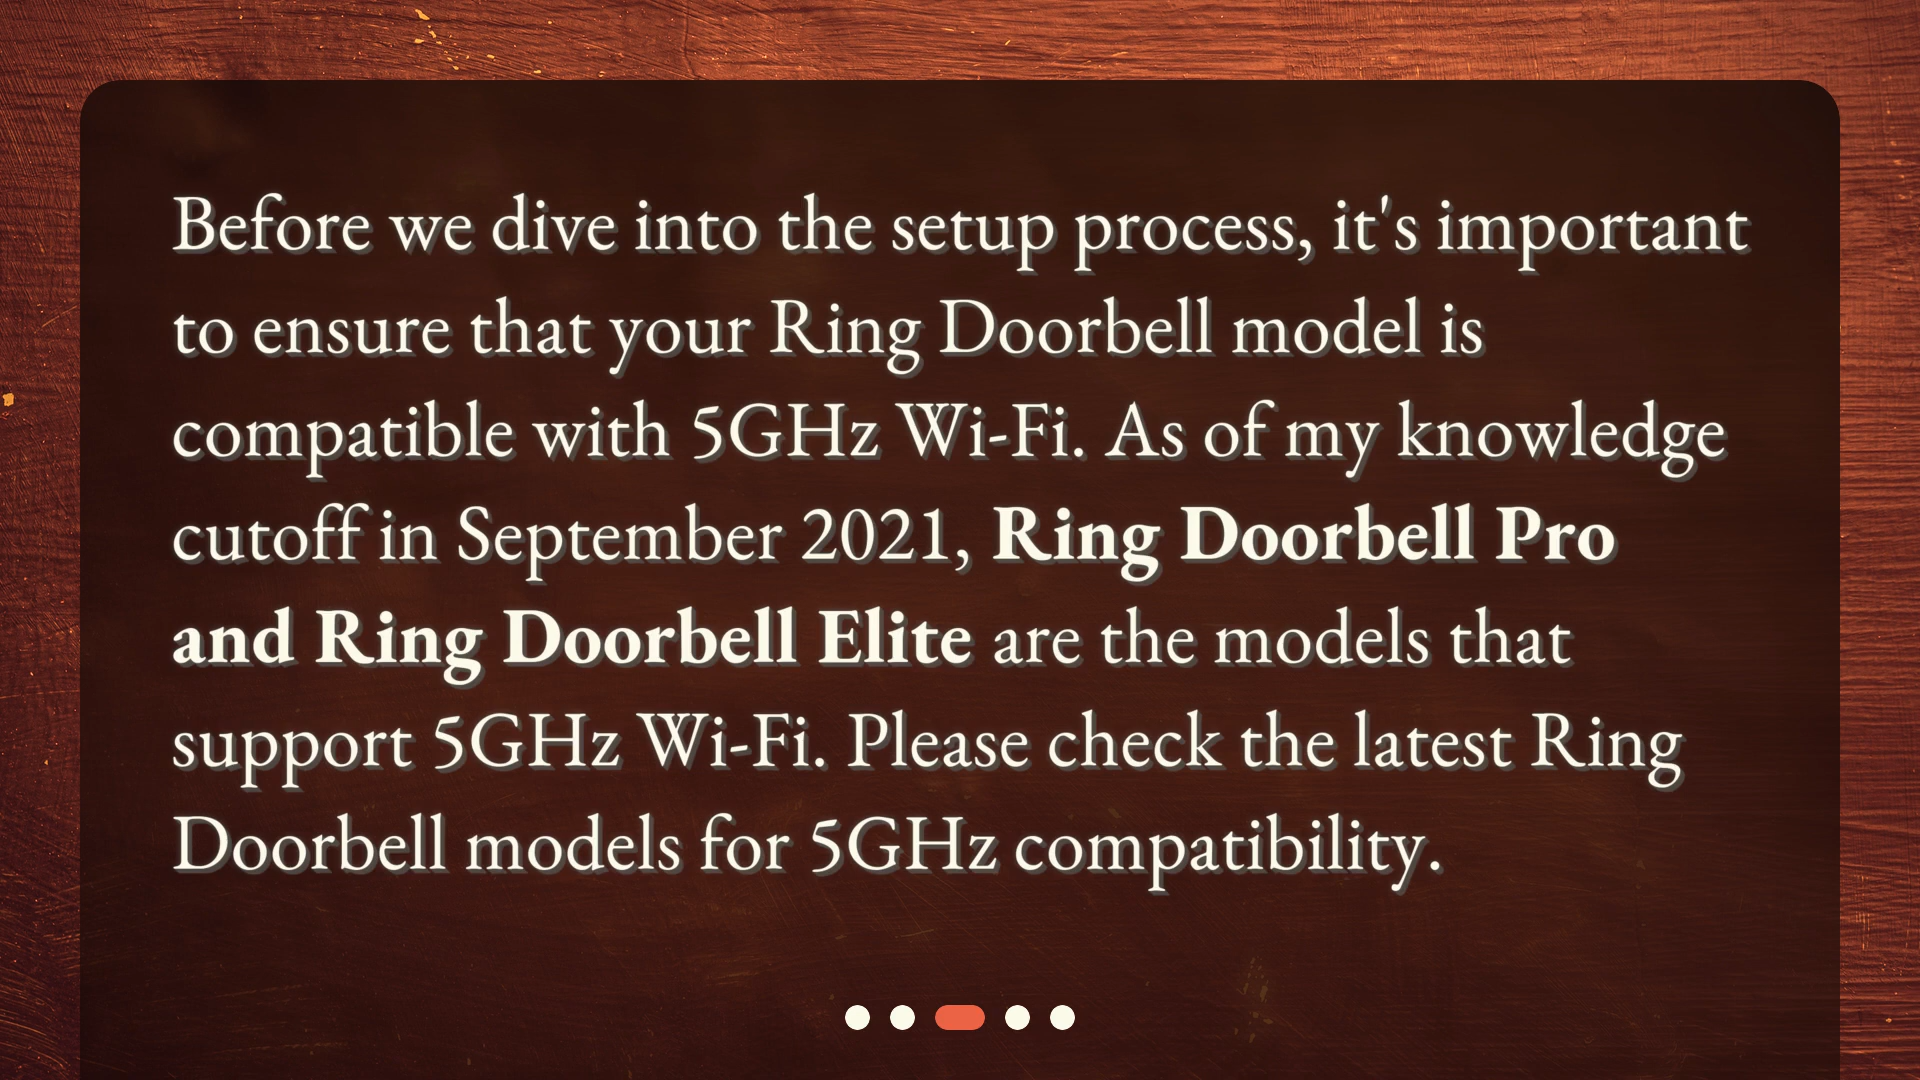 Before we dive into the setup process, it's important
to ensure that your Ring Doorbell model is
compatible with 5GHz Wi-Fi. As of my knowledge
cutoff in September 2021, Ring Doorbell Pro
and Ring Doorbell Elite are the models that
support 5GHz Wi-Fi. Please check the latest Ring
Doorbell models for 5GHz compatibility.